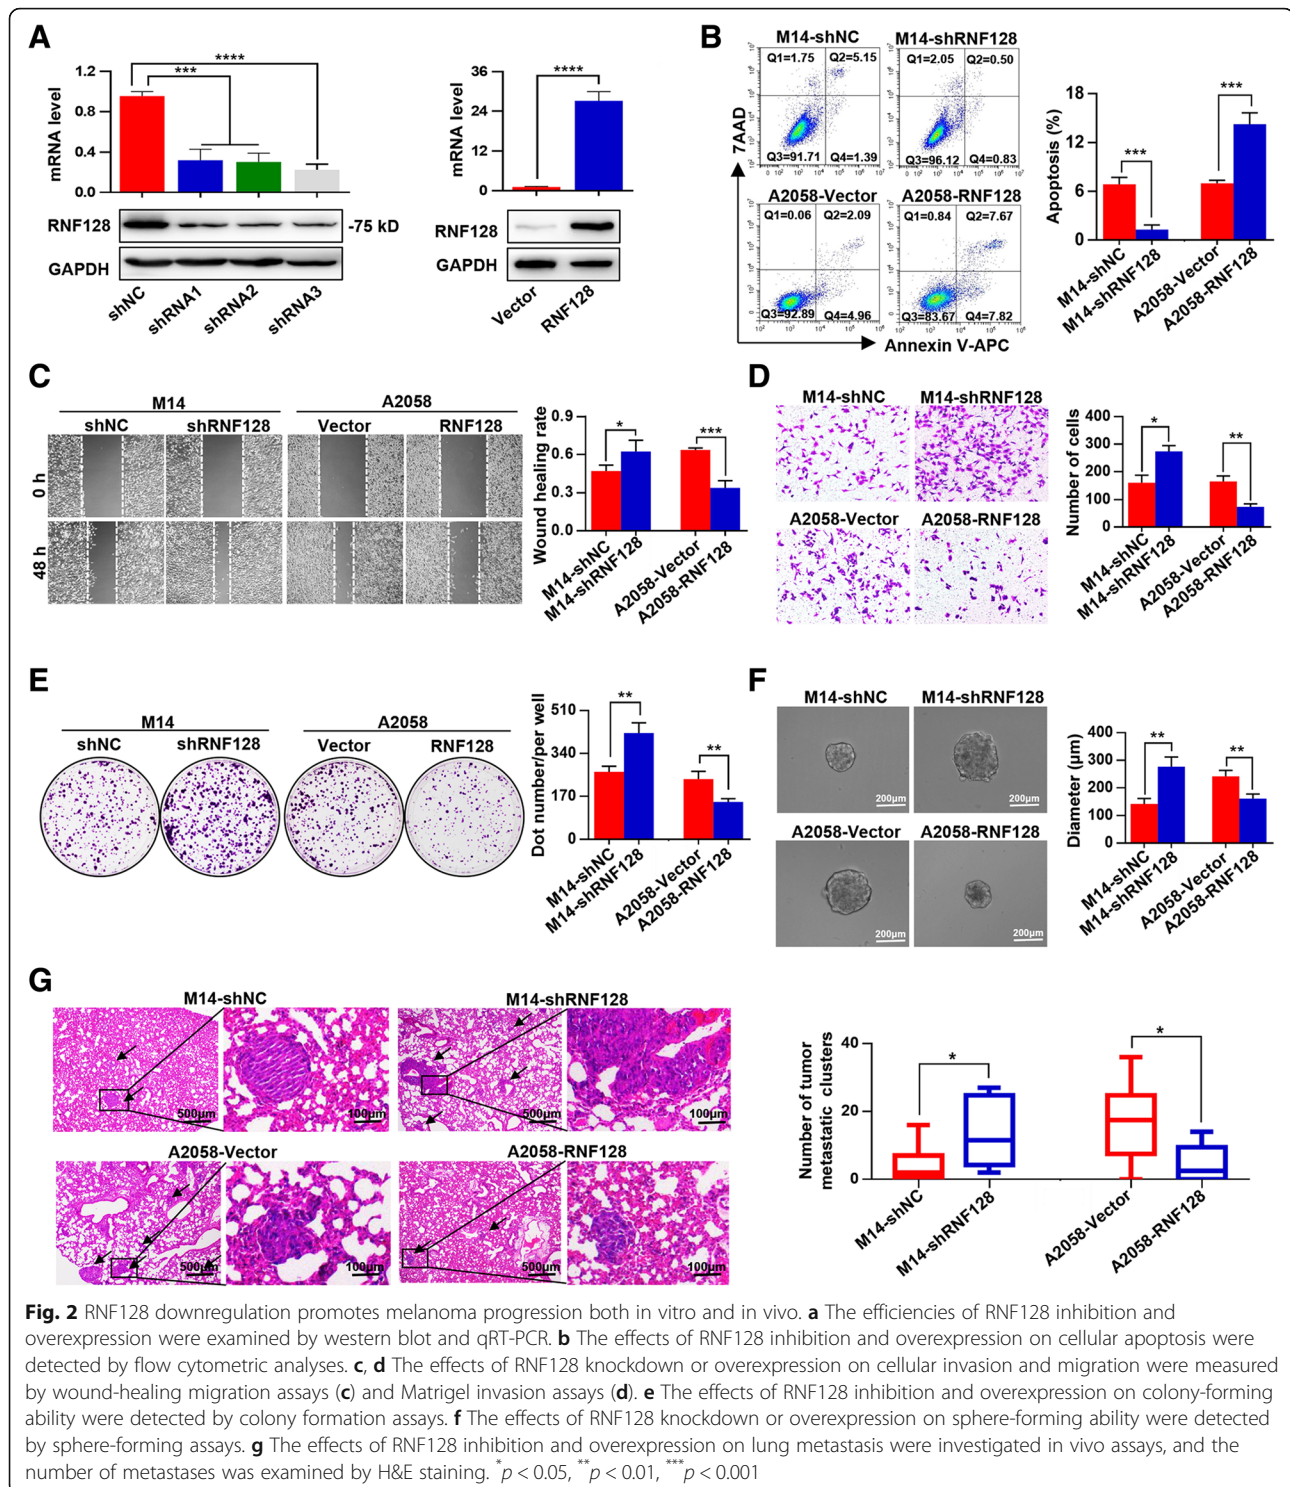 A
****
***
1.2
0.8
0.4
0.0
mRNA level
RNF128
-75 kD
GAPDH
shNC
shRNA1
shRNA2
shRNA3
****
36
24
12
0
mRNA level
RNF128
GAPDH
Vector
RNF128
B
M14-shNC
Q1=1.75
Q2=5.15
Q3=91.71
Q4=1.39
M14-shRNF128
Q1=2.05
Q2=0.50
Q3=96.12
Q4=0.83
A2058-Vector
Q1=0.06
Q2=2.09
Q3=92.89
Q4=4.96
A2058-RNF128
Q1=0.84
Q2=7.67
Q3=83.67
Q4=7.82
7AAD
Annexin V-APC
18
12
6
0
Apoptosis (%)
***
***
M14-shNC
M14-shRNF128
A2058-Vector
A2058-RNF128
C
M14
A2058
shNC
shRNF128
Vector
RNF128
0 h
48 h
0.9
0.6
0.3
0.0
Wound healing rate
*
***
M14-shNC
M14-shRNF128
A2058-Vector
A2058-RNF128
D
M14-shNC
M14-shRNF128
A2058-Vector
A2058-RNF128
400
300
200
100
0
Number of cells
*
**
M14-shNC
M14-shRNF128
A2058-Vector
A2058-RNF128
E
M14
A2058
shNC
shRNF128
Vector
RNF128
510
340
170
0
Dot number/per well
**
**
M14-shNC
M14-shRNF128
A2058-Vector
A2058-RNF128
F
M14-shNC
M14-shRNF128
200µm
200µm
A2058-Vector
A2058-RNF128
200µm
200µm
400
300
200
100
0
Diameter (µm)
**
**
M14-shNC
M14-shRNF128
A2058-Vector
A2058-RNF128
G
M14-shNC
M14-shRNF128
500µm
100µm
500µm
100µm
A2058-Vector
A2058-RNF128
500µm
100µm
500µm
100µm
40
20
0
Number of tumor
metastatic clusters
*
*
M14-shNC
M14-shRNF128
A2058-Vector
A2058-RNF128
Fig. 2 RNF128 downregulation promotes melanoma progression both in vitro and in vivo. a The efficiencies of RNF128 inhibition and
overexpression were examined by western blot and qRT-PCR. b The effects of RNF128 inhibition and overexpression on cellular apoptosis were
detected by flow cytometric analyses. c, d The effects of RNF128 knockdown or overexpression on cellular invasion and migration were measured
by wound-healing migration assays (c) and Matrigel invasion assays (d). e The effects of RNF128 inhibition and overexpression on colony-forming
ability were detected by colony formation assays. f The effects of RNF128 knockdown or overexpression on sphere-forming ability were detected
by sphere-forming assays. g The effects of RNF128 inhibition and overexpression on lung metastasis were investigated in vivo assays, and the
number of metastases was examined by H&E staining. *p < 0.05, **p < 0.01, ***p < 0.001